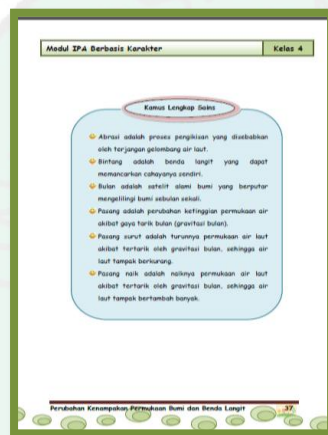 Modul IPA Berbasis Karakter
Kelas 4
Kamus Lengkap Sains
Abrasi adalah proses pengikisan yang disebabkan
oleh terjangan gelombang air laut.
Bintang adalah benda langit yang dapat
memancarkan cahayanya sendiri.
Bulan adalah satelit alami bumi yang berputar
mengelilingi bumi sebulan sekali.
Pasang adalah perubahan ketinggian permukaan air
akibat gaya tarik bulan (gravitasi bulan).
Pasang surut adalah turunnya permukaan air laut
akibat tertarik oleh gravitasi bulan, sehingga air
laut tampak berkurang.
Pasang naik adalah naiknya permukaan air laut
akibat tertarik oleh gravitasi bulan, sehingga air
laut tampak bertambah banyak.
Perubahan Kenampakan Permukaan Bumi dan Benda Langit
37